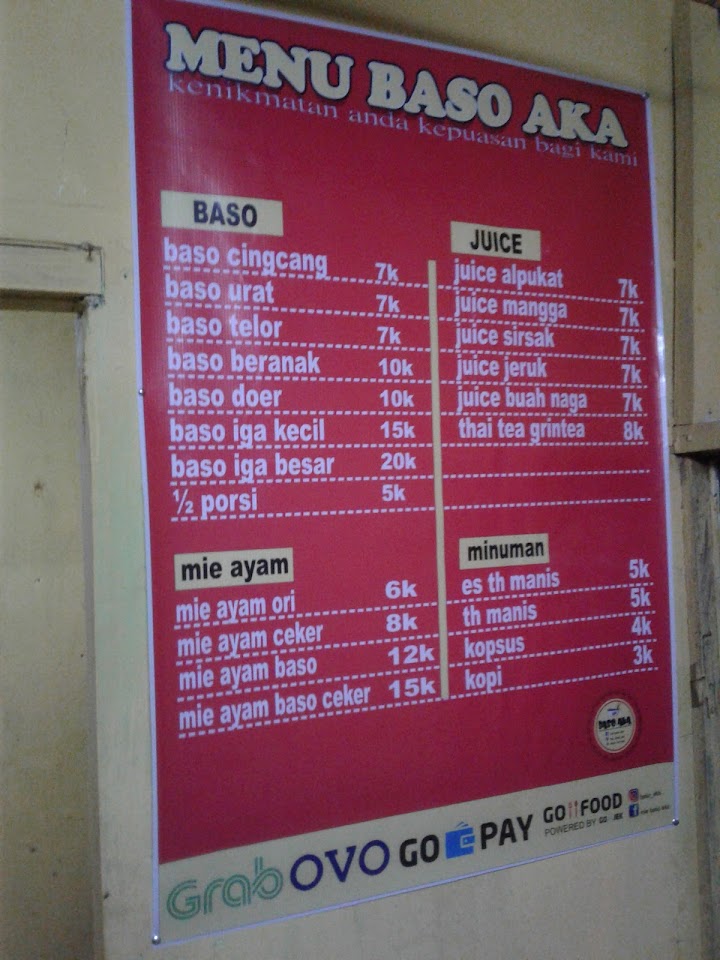 MENU BASO AKA
kenikmatan anda kepuasan bagi kami
BASO
baso cingcang 7k
baso urat 7k
baso telor 7k
baso beranak 10k
baso doer 10k
baso iga kecil 15k
baso iga besar 20k
½ porsi 5k
mie ayam
mie ayam ori 6k
mie ayam ceker 8k
mie ayam baso 12k
mie ayam baso ceker 15k
JUICE
juice alpukat 7k
juice mangga 7k
juice sirsak 7k
juice jeruk 7k
juice buah naga 7k
thai tea grintea 8k
minuman
es th manis 5k
th manis 5k
kopsus 4k
kopi 3k
BASO AKA
Grab OVO GO PAY GO FOOD
POWERED BY GO-JEK